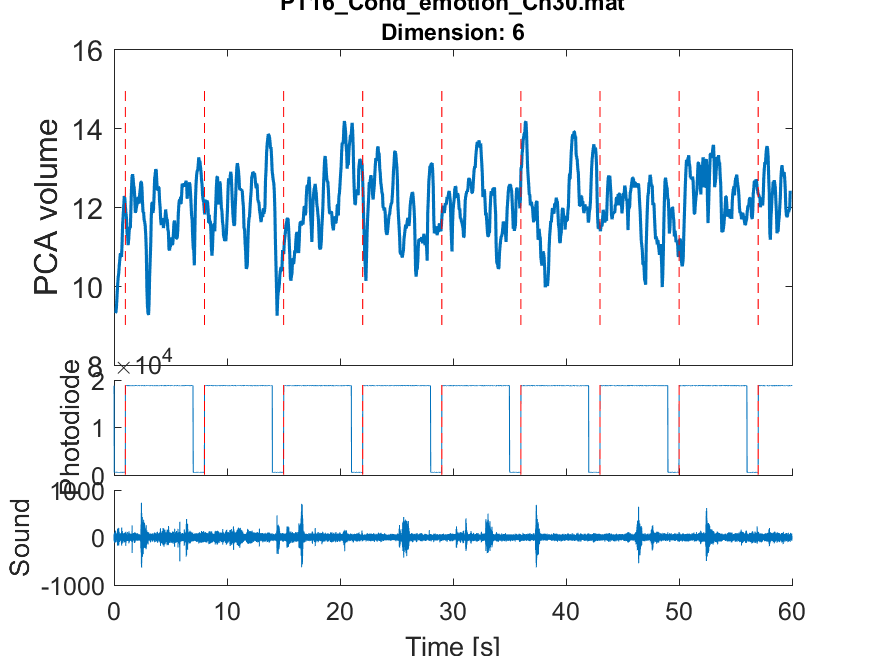 PT16_Cond_emotion_Ch30.mat
Dimension: 6
16
14
12
10
8
PCA volume
×10^4
2
1
0
Photodiode
1000
0
-1000
Sound
0 10 20 30 40 50 60
Time [s]